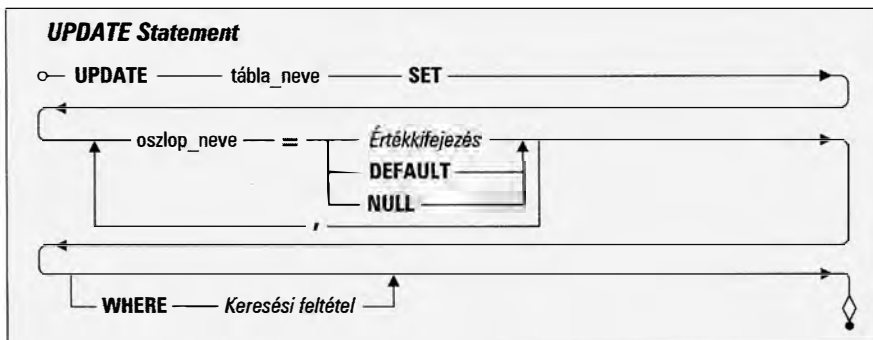 UPDATE Statement
UPDATE tábla_neve SET
oszlop_neve = Értékkifejezés
DEFAULT
NULL
,
WHERE Keresési feltétel